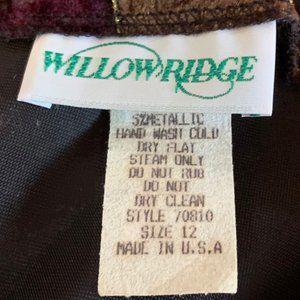 WILLOWRIDGE
5%METALLIC
HAND WASH COLD
DRY FLAT
STEAM ONLY
DO NOT RUB
DO NOT
DRY CLEAN
STYLE 70810
SIZE 12
MADE IN U.S.A